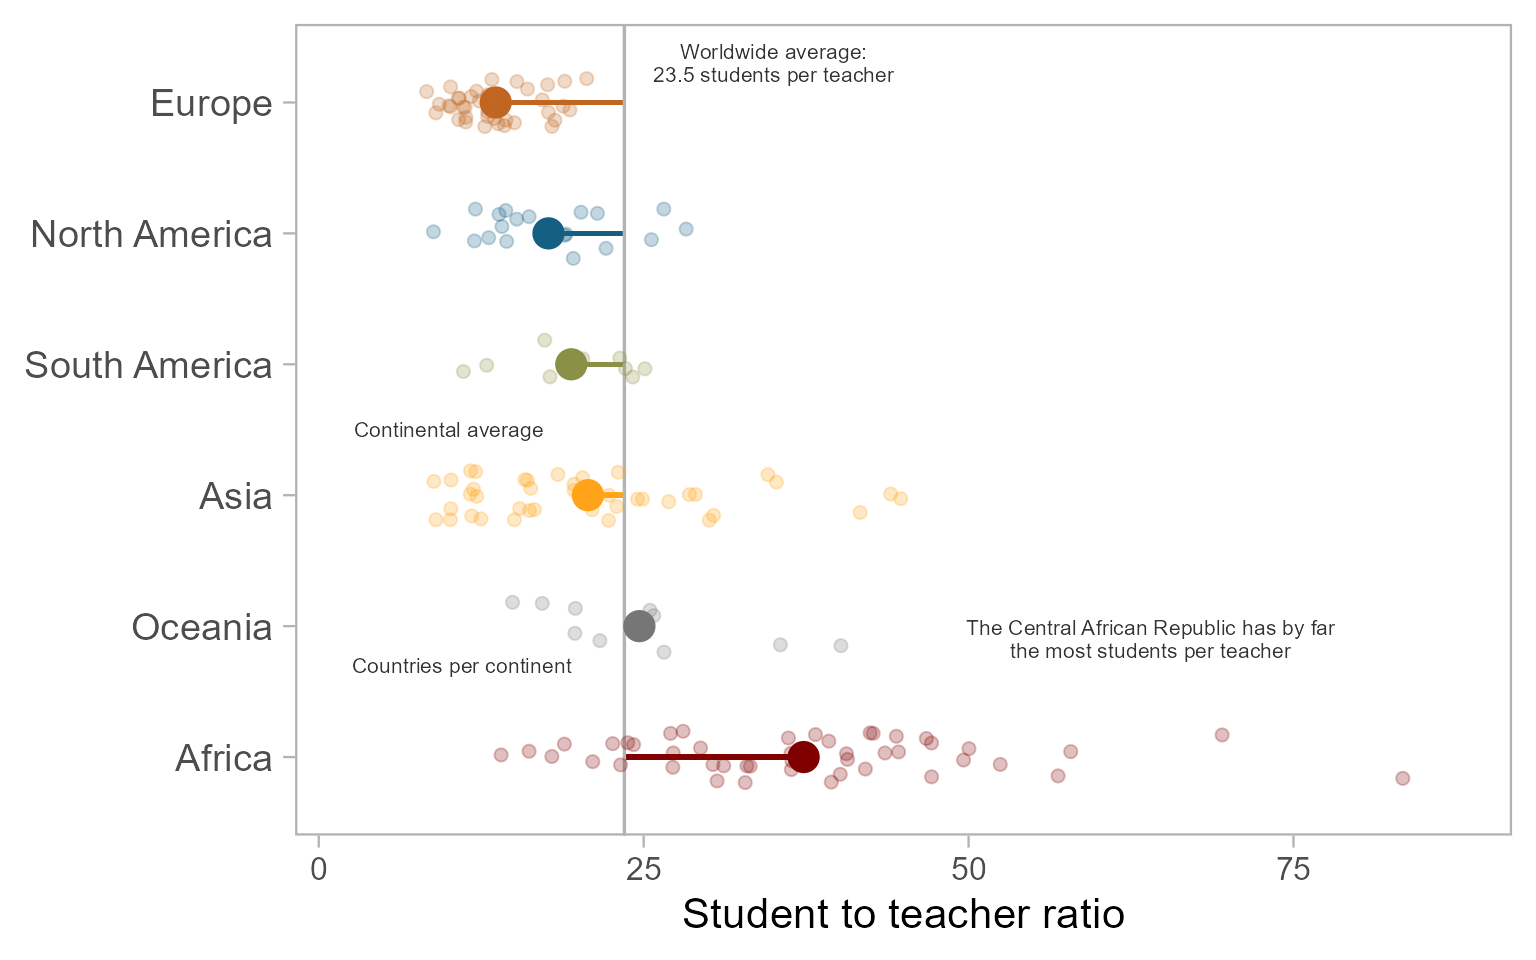 Worldwide average:
23.5 students per teacher
Europe
North America
South America
Continental average
Asia
Oceania
The Central African Republic has by far
the most students per teacher
Countries per continent
Africa
0 25 50 75
Student to teacher ratio